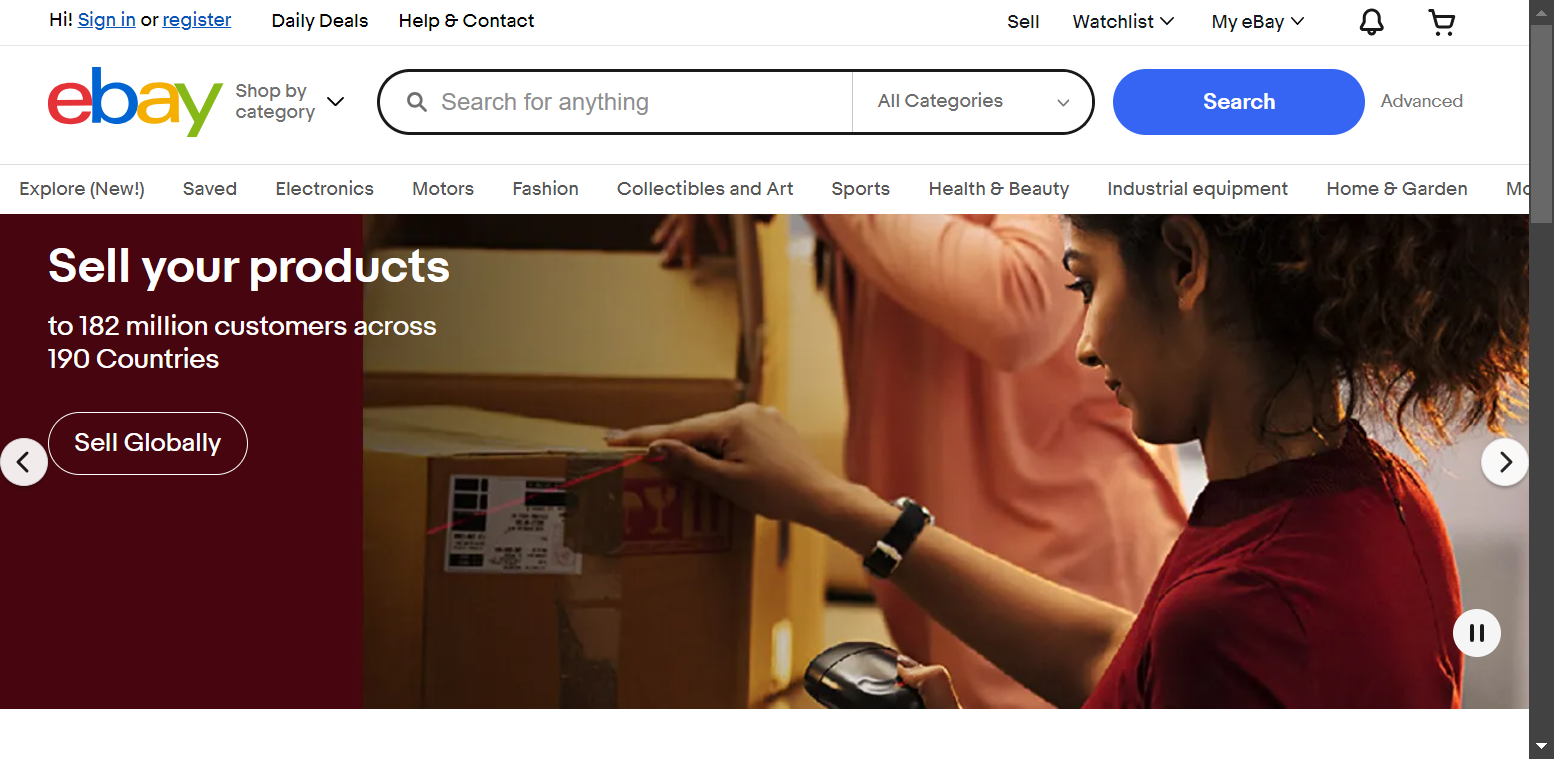 Hi! Sign in or register Daily Deals Help & Contact Sell Watchlist My eBay
ebay
Shop by
category
Search for anything
All Categories
Search
Advanced
Explore (New!) Saved Electronics Motors Fashion Collectibles and Art Sports Health & Beauty Industrial equipment Home & Garden
Sell your products
to 182 million customers across
190 Countries
Sell Globally